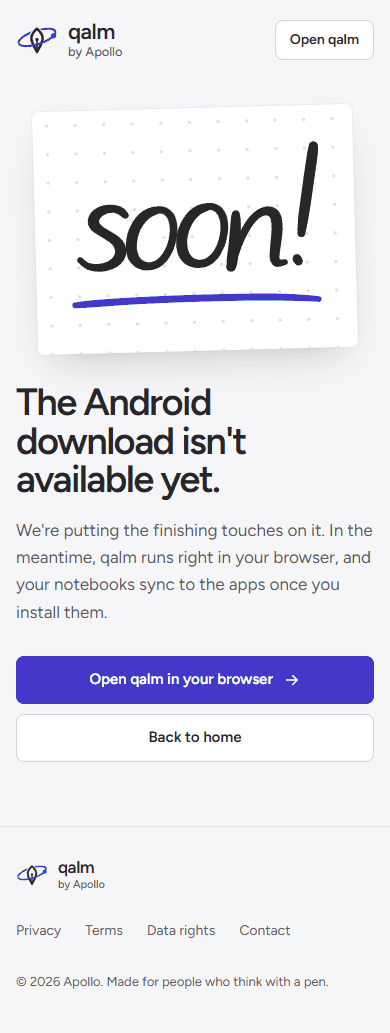 qalm
by Apollo
Open qalm
soon!
The Android
download isn't
available yet.
We're putting the finishing touches on it. In the
meantime, qalm runs right in your browser, and
your notebooks sync to the apps once you
install them.
Open qalm in your browser →
Back to home
qalm
by Apollo
Privacy Terms Data rights Contact
© 2026 Apollo. Made for people who think with a pen.